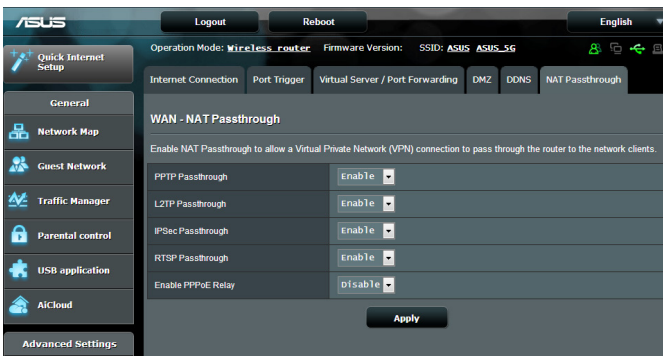 ASUS
Logout
Reboot
English
Operation Mode: Wireless router Firmware Version: SSID: ASUS ASUS_5G
Quick Internet
Setup
Internet Connection
Port Trigger
Virtual Server / Port Forwarding
DMZ
DDNS
NAT Passthrough
General
Network Map
Guest Network
Traffic Manager
Parental control
USB application
AiCloud
Advanced Settings
WAN - NAT Passthrough
Enable NAT Passthrough to allow a Virtual Private Network (VPN) connection to pass through the router to the network clients.
PPTP Passthrough Enable
L2TP Passthrough Enable
IPSec Passthrough Enable
RTSP Passthrough Enable
Enable PPPoE Relay Disable
Apply